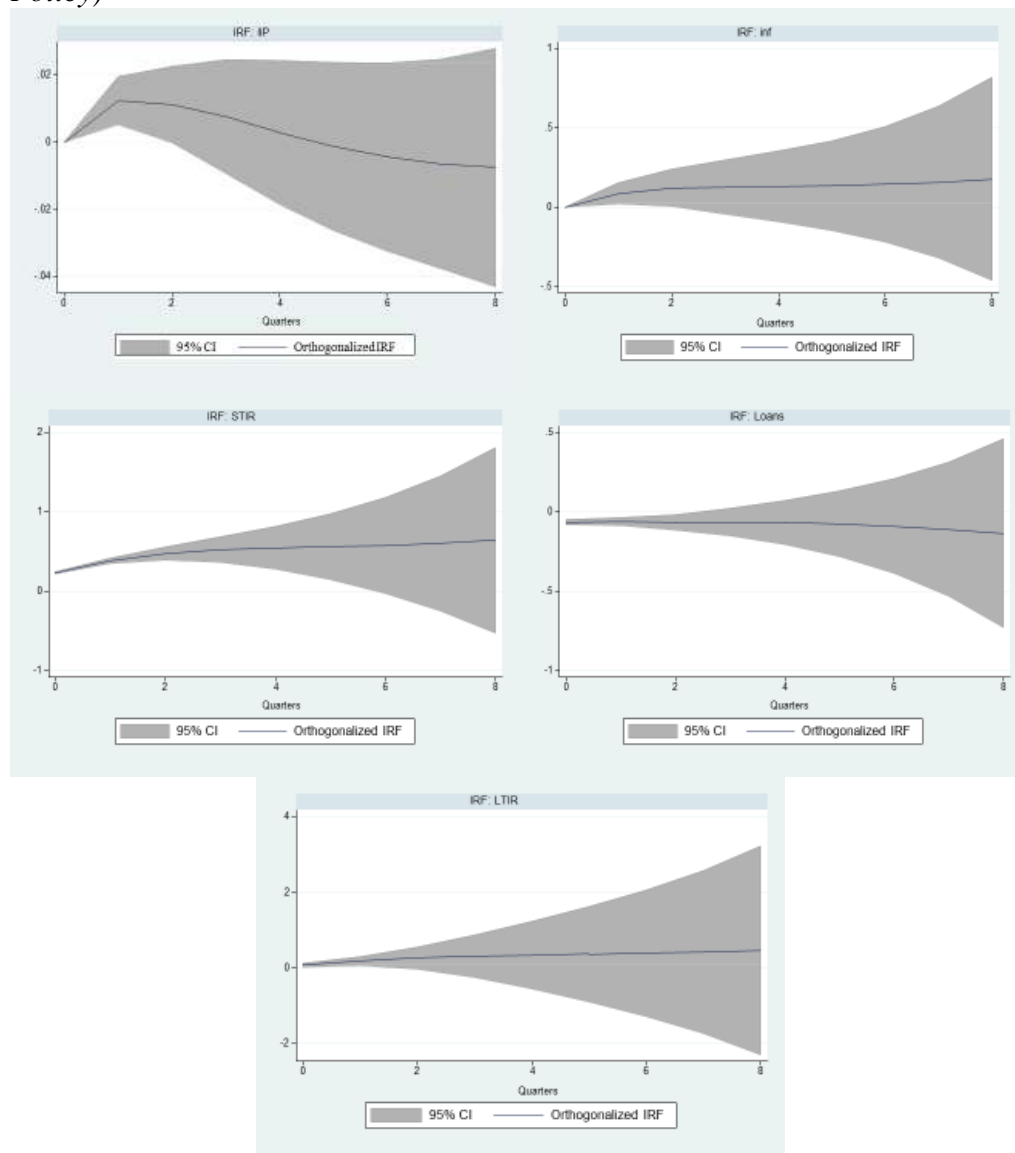 Policy)
IRF: IIP
.02
0
-.02
-.04
0 2 4 6 8
Quarters
95% CI Orthogonalized IRF
IRF: inf
1
.5
0
-.5
0 2 4 6 8
Quarters
95% CI Orthogonalized IRF
IRF: STIR
2
1
0
-1
0 2 4 6 8
Quarters
95% CI Orthogonalized IRF
IRF: Loans
.5
0
-.5
-1
0 2 4 6 8
Quarters
95% CI Orthogonalized IRF
IRF: LTIR
4
2
0
-2
0 2 4 6 8
Quarters
95% CI Orthogonalized IRF